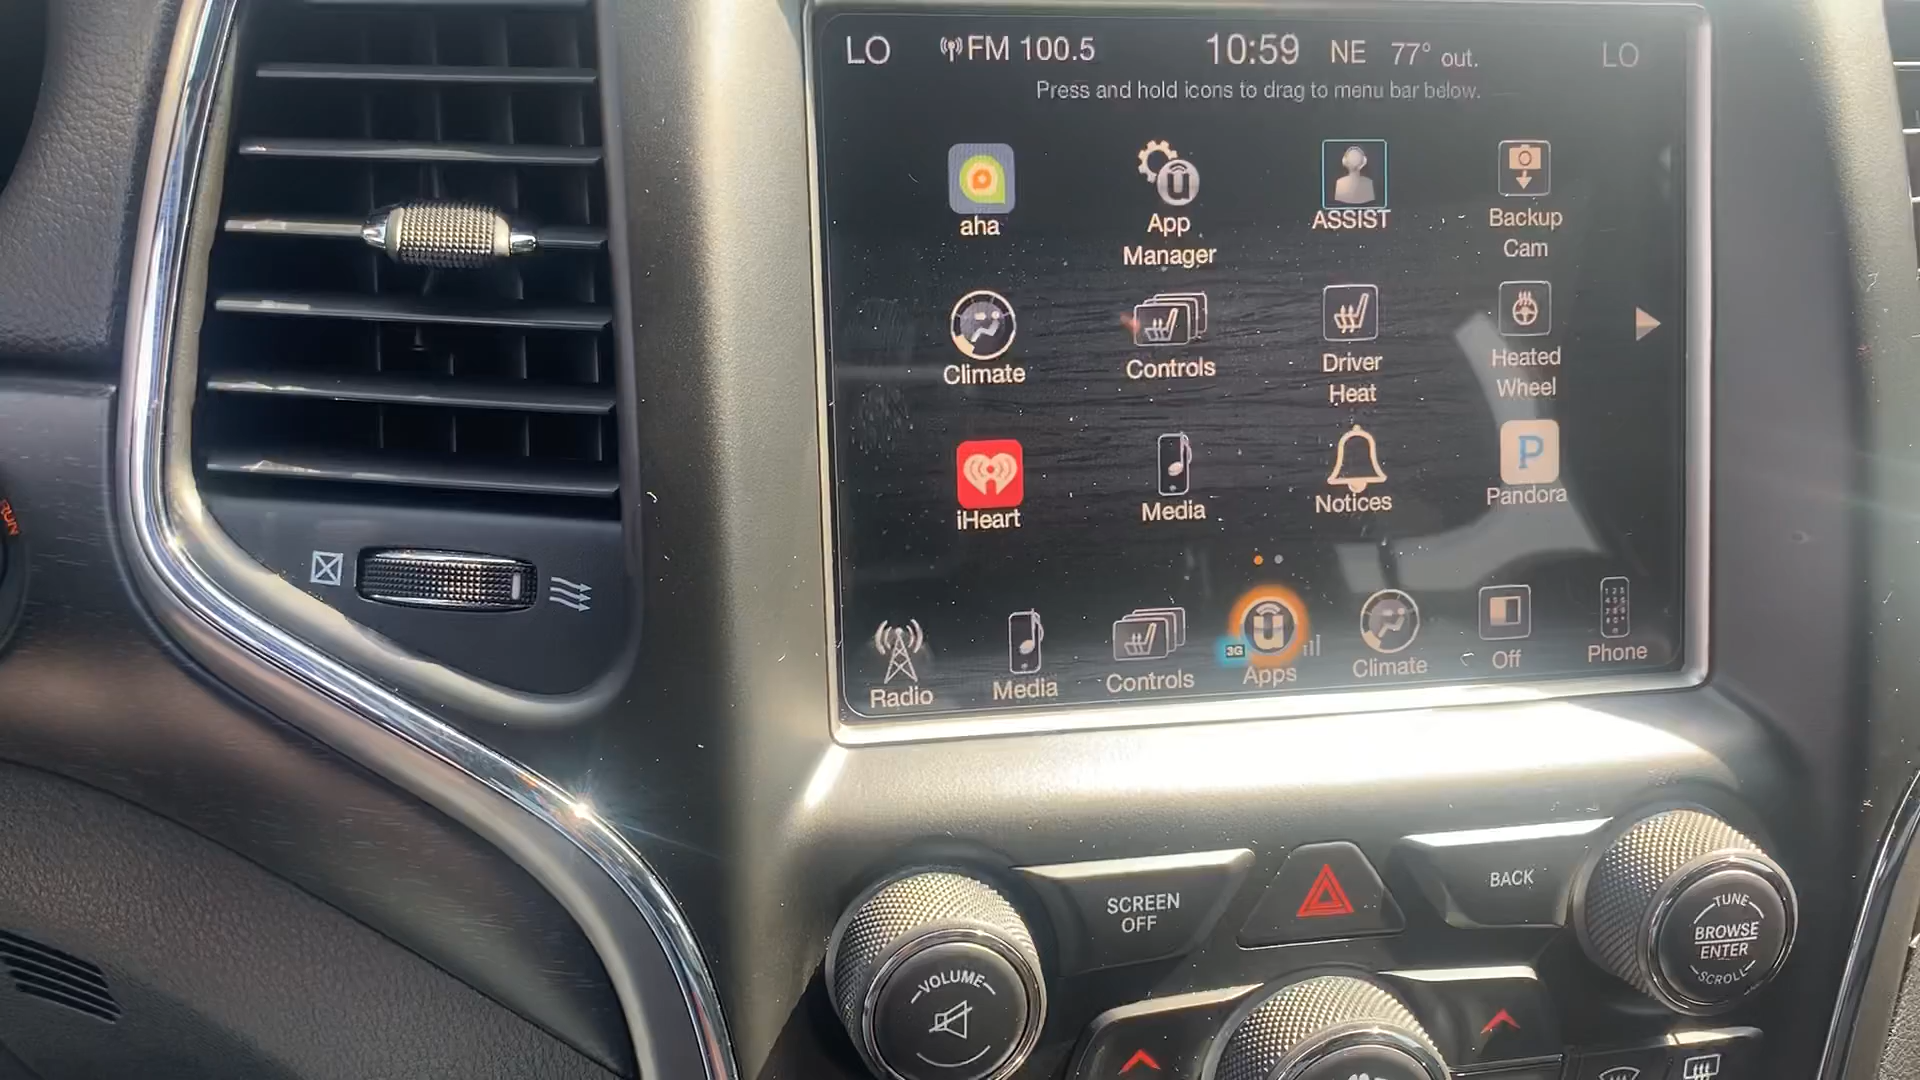 LO FM 100.5 10:59 NE 77° out. LO
Press and hold icons to drag to menu bar below.
aha App Manager ASSIST Backup Cam
Climate Controls Driver Heat Heated Wheel
iHeart Media Notices P Pandora
3G
Radio Media Controls Apps Climate Off Phone
SCREEN OFF
BACK
VOLUME
TUNE
BROWSE
ENTER
SCROLL